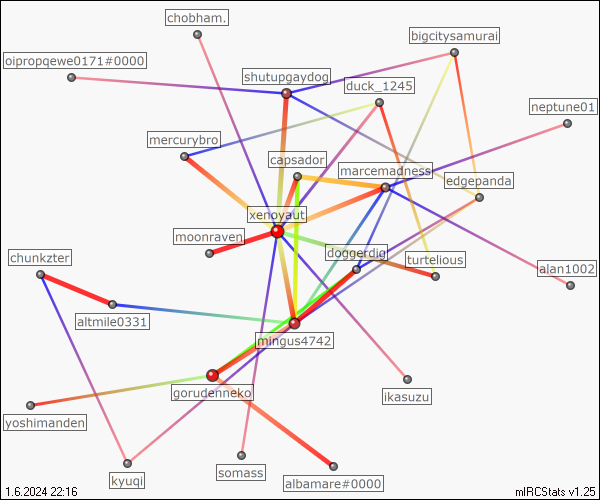 chobham.
bigcitysamurai
oipropqewe0171#0000
shutupgaydog
duck_1245
neptune01
mercurybro
capsador
marcemadness
edgepanda
xenoyaut
moonraven
doggerdig
chunkzter
turtelious
alan1002
altmile0331
mingus4742
gorudenneko
ikasuzu
yoshimanden
somass
kyuqi
albamare#0000
1.6.2024 22:16
mIRCStats v1.25